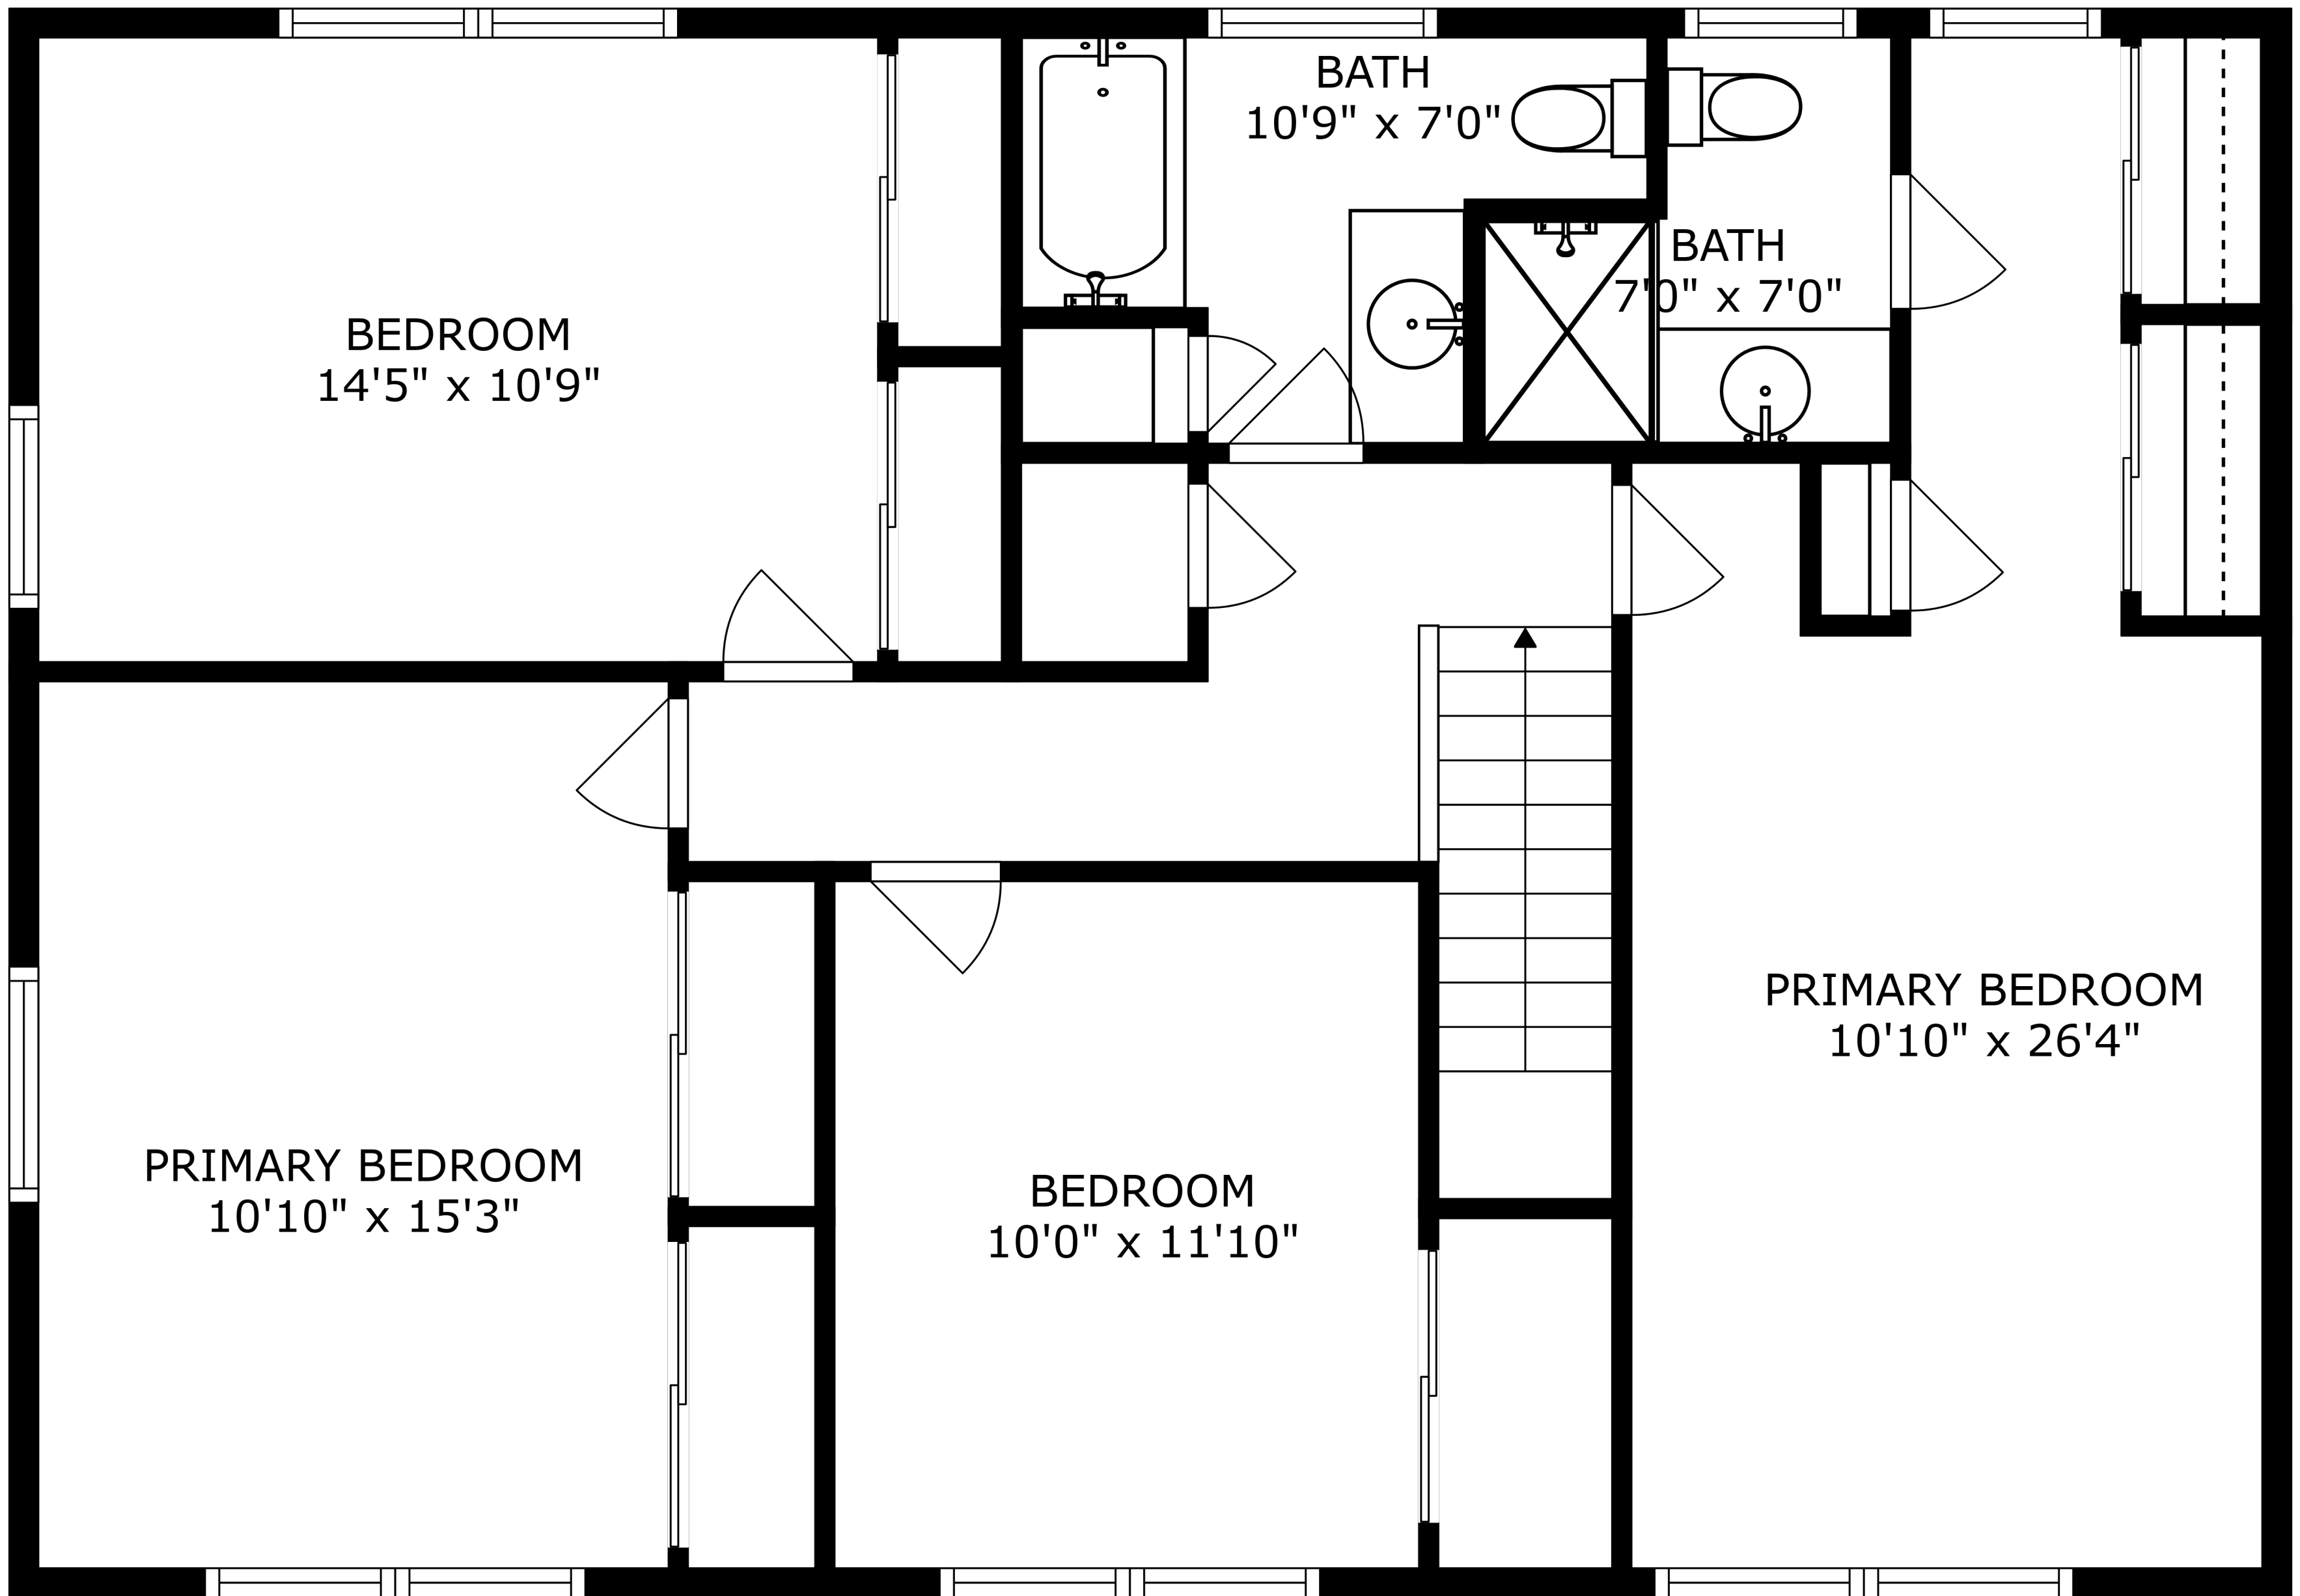 BATH
10'9" x 7'0"
BATH
7'0" x 7'0"
BEDROOM
14'5" x 10'9"
PRIMARY BEDROOM
10'10" x 26'4"
PRIMARY BEDROOM
10'10" x 15'3"
BEDROOM
10'0" x 11'10"